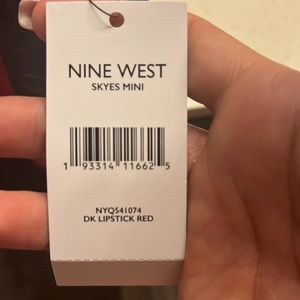 NINE WEST
SKYES MINI
1 93314 11662 5
NYQ541074
DK LIPSTICK RED